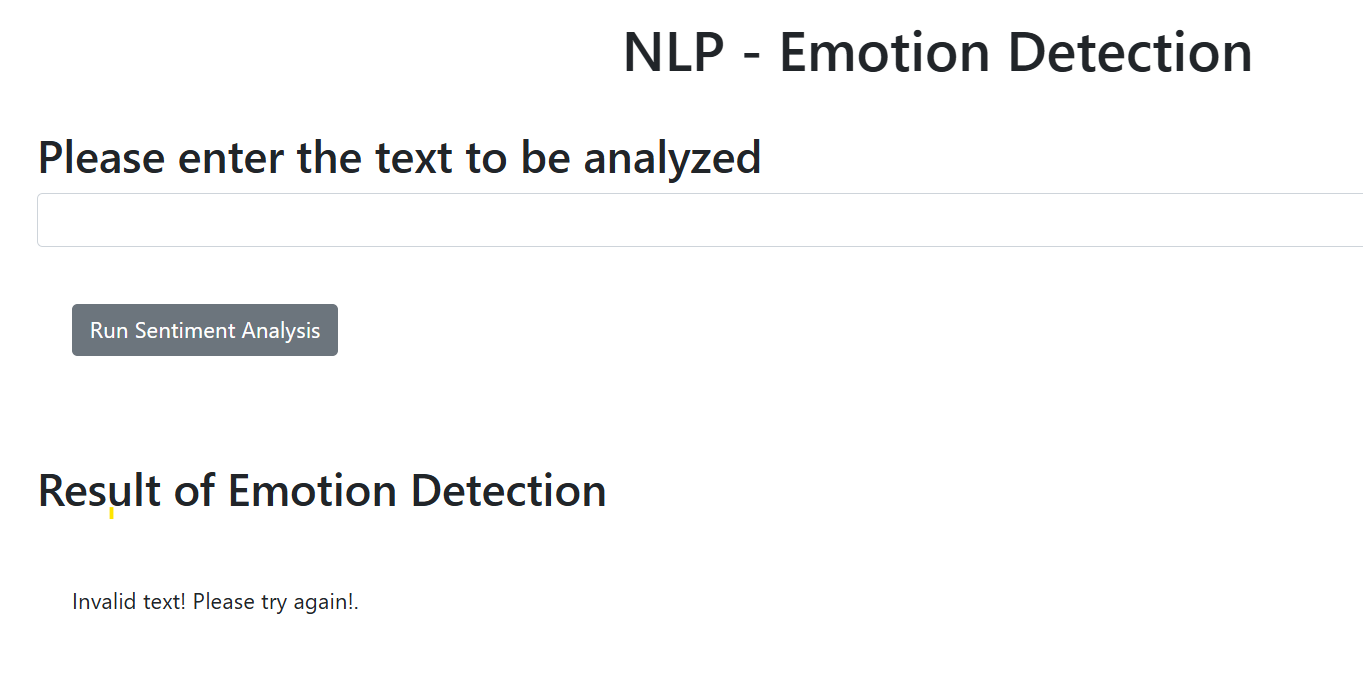 NLP - Emotion Detection
Please enter the text to be analyzed
Run Sentiment Analysis
Result of Emotion Detection
Invalid text! Please try again!.